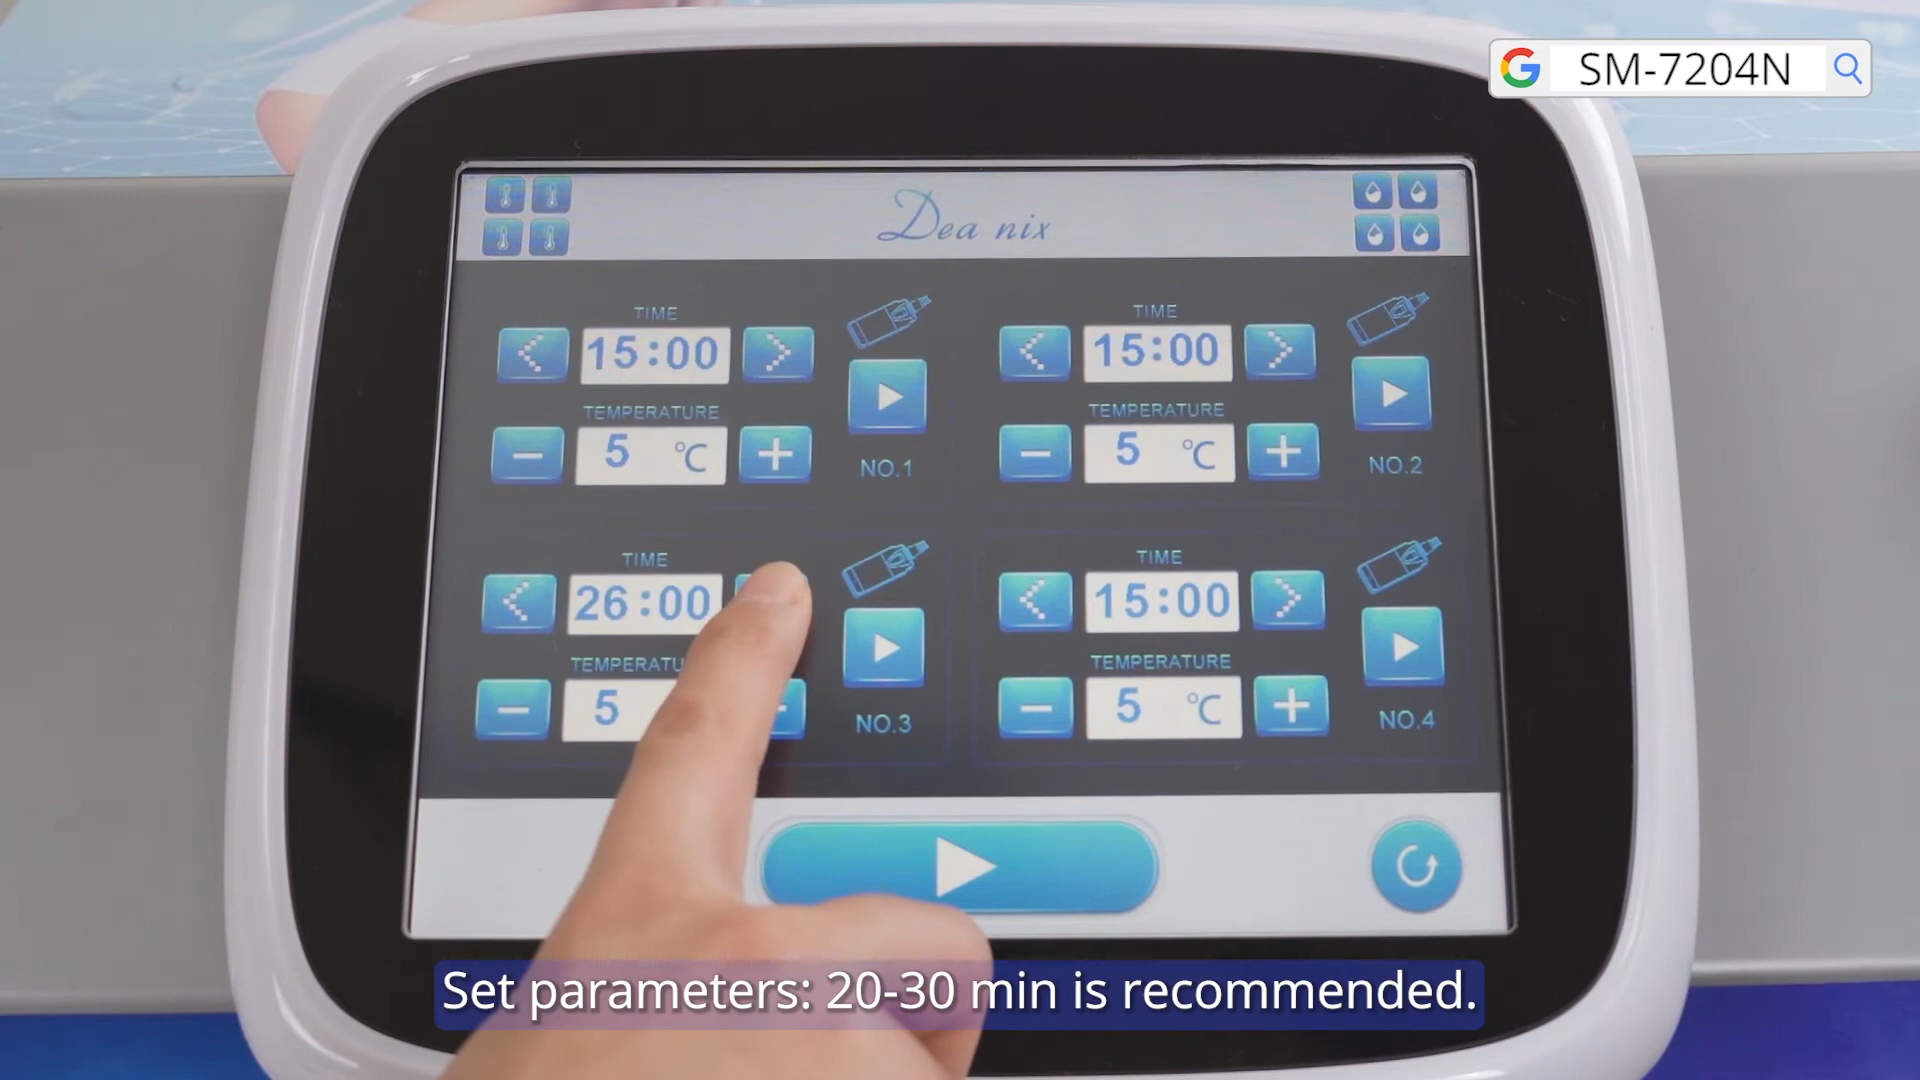 SM-7204N
Dea nix
TIME
15:00
TEMPERATURE
5 °C
NO.1
TIME
15:00
TEMPERATURE
5 °C
NO.2
TIME
26:00
TEMPERATU
5
NO.3
TIME
15:00
TEMPERATURE
5 °C
NO.4
Set parameters: 20-30 min is recommended.